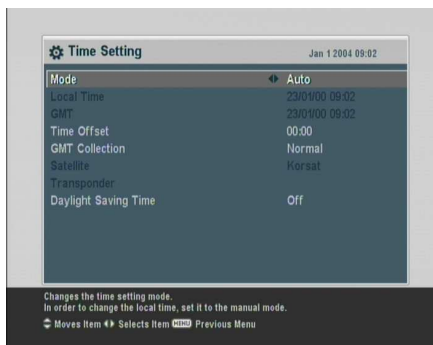 Time Setting Jan 1 2004 09:02
Mode Auto
Local Time 23/01/00 09:02
GMT 23/01/00 09:02
Time Offset 00:00
GMT Collection Normal
Satellite Korsat
Transponder
Daylight Saving Time Off
Changes the time setting mode.
In order to change the local time, set it to the manual mode.
Moves Item Selects Item MENU Previous Menu